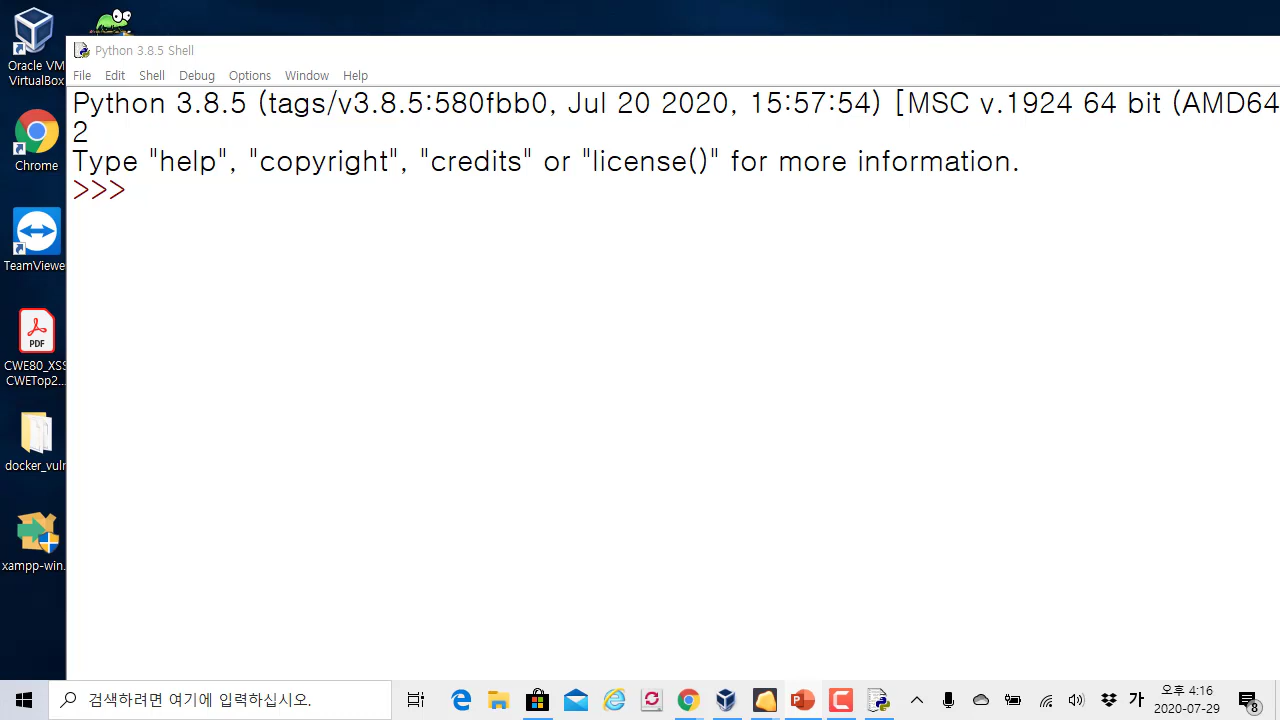 Oracle VM
VirtualBox
Chrome
TeamViewe
PDF
CWE80_XSS
CWETop2...
docker_vulr
xampp-win...
Python 3.8.5 Shell
File Edit Shell Debug Options Window Help
Python 3.8.5 (tags/v3.8.5:580fbb0, Jul 20 2020, 15:57:54) [MSC v.1924 64 bit (AMD64
2
Type "help", "copyright", "credits" or "license()" for more information.
>>>
검색하려면 여기에 입력하십시오.
가
오후 4:16
2020-07-29
8